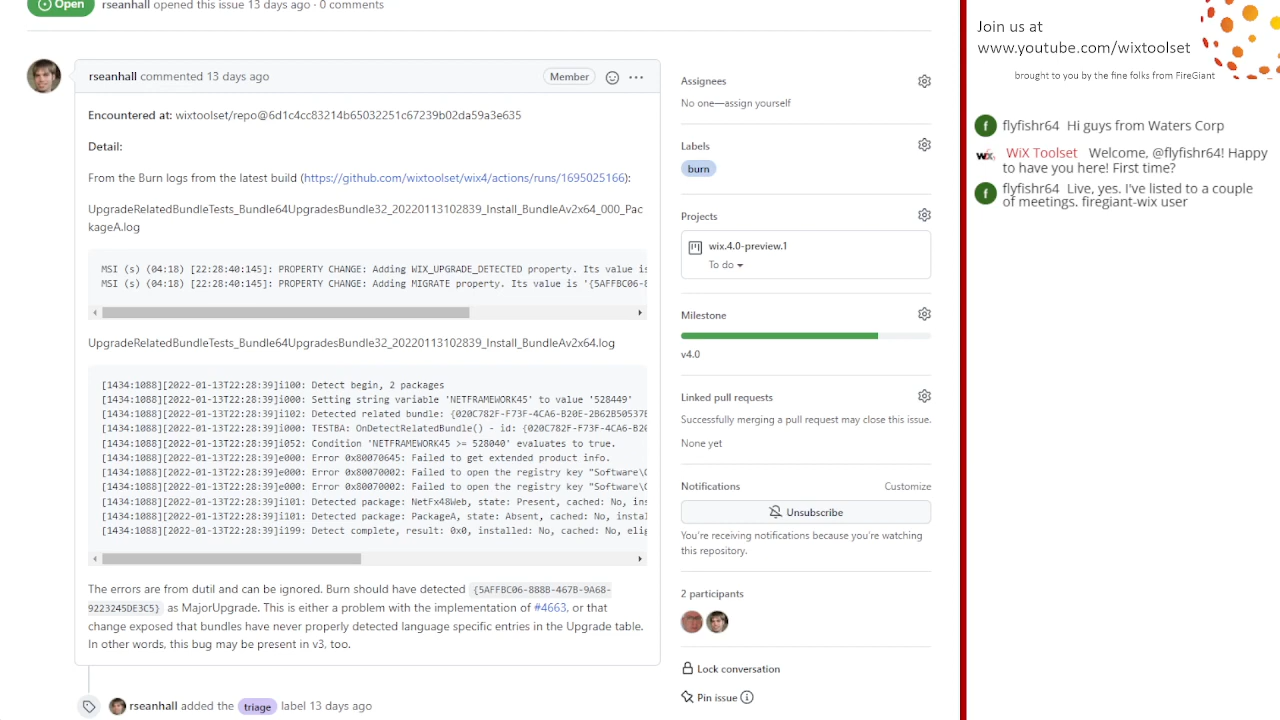 Open
rseanhall opened this issue 13 days ago · 0 comments
rseanhall commented 13 days ago
Member
Encountered at: wixtoolset/repo@6d1c4cc83214b65032251c67239b02da59a3e635
Detail:
From the Burn logs from the latest build (https://github.com/wixtoolset/wix4/actions/runs/1695025166):
UpgradeRelatedBundleTests_Bundle64UpgradesBundle32_20220113102839_Install_BundleAv2x64_000_Pac
kageA.log
MSI (s) (04:18) [22:28:40:145]: PROPERTY CHANGE: Adding WIX_UPGRADE_DETECTED property. Its value is
MSI (s) (04:18) [22:28:40:145]: PROPERTY CHANGE: Adding MIGRATE property. Its value is '{5AFFBC06-8
UpgradeRelatedBundleTests_Bundle64UpgradesBundle32_20220113102839_Install_BundleAv2x64.log
[1434:1088][2022-01-13T22:28:39]i100: Detect begin, 2 packages
[1434:1088][2022-01-13T22:28:39]i000: Setting string variable 'NETFRAMEWORK45' to value '528449'
[1434:1088][2022-01-13T22:28:39]i102: Detected related bundle: {020C782F-F73F-4CA6-B20E-2B62B50537B
[1434:1088][2022-01-13T22:28:39]i000: TESTBA: OnDetectRelatedBundle() - id: {020C782F-F73F-4CA6-B20
[1434:1088][2022-01-13T22:28:39]i052: Condition 'NETFRAMEWORK45 >= 528040' evaluates to true.
[1434:1088][2022-01-13T22:28:39]e000: Error 0x80070645: Failed to get extended product info.
[1434:1088][2022-01-13T22:28:39]e000: Error 0x80070002: Failed to open the registry key "Software\C
[1434:1088][2022-01-13T22:28:39]e000: Error 0x80070002: Failed to open the registry key "Software\C
[1434:1088][2022-01-13T22:28:39]i101: Detected package: NetFx48Web, state: Present, cached: No, ins
[1434:1088][2022-01-13T22:28:39]i101: Detected package: PackageA, state: Absent, cached: No, instal
[1434:1088][2022-01-13T22:28:39]i199: Detect complete, result: 0x0, installed: No, cached: No, elig
The errors are from dutil and can be ignored. Burn should have detected {5AFFBC06-888B-467B-9A68-
9223245DE3C5} as MajorUpgrade. This is either a problem with the implementation of #4663, or that
change exposed that bundles have never properly detected language specific entries in the Upgrade table.
In other words, this bug may be present in v3, too.
rseanhall added the triage label 13 days ago
Assignees
No one—assign yourself
Labels
burn
Projects
wix.4.0-preview.1
To do
Milestone
v4.0
Linked pull requests
Successfully merging a pull request may close this issue.
None yet
Notifications
Customize
Unsubscribe
You're receiving notifications because you're watching
this repository.
2 participants
Lock conversation
Pin issue
Join us at
www.youtube.com/wixtoolset
brought to you by the fine folks from FireGiant
f flyfishr64 Hi guys from Waters Corp
WiX WiX Toolset Welcome, @flyfishr64! Happy
to have you here! First time?
f flyfishr64 Live, yes. I've listed to a couple
of meetings. firegiant-wix user